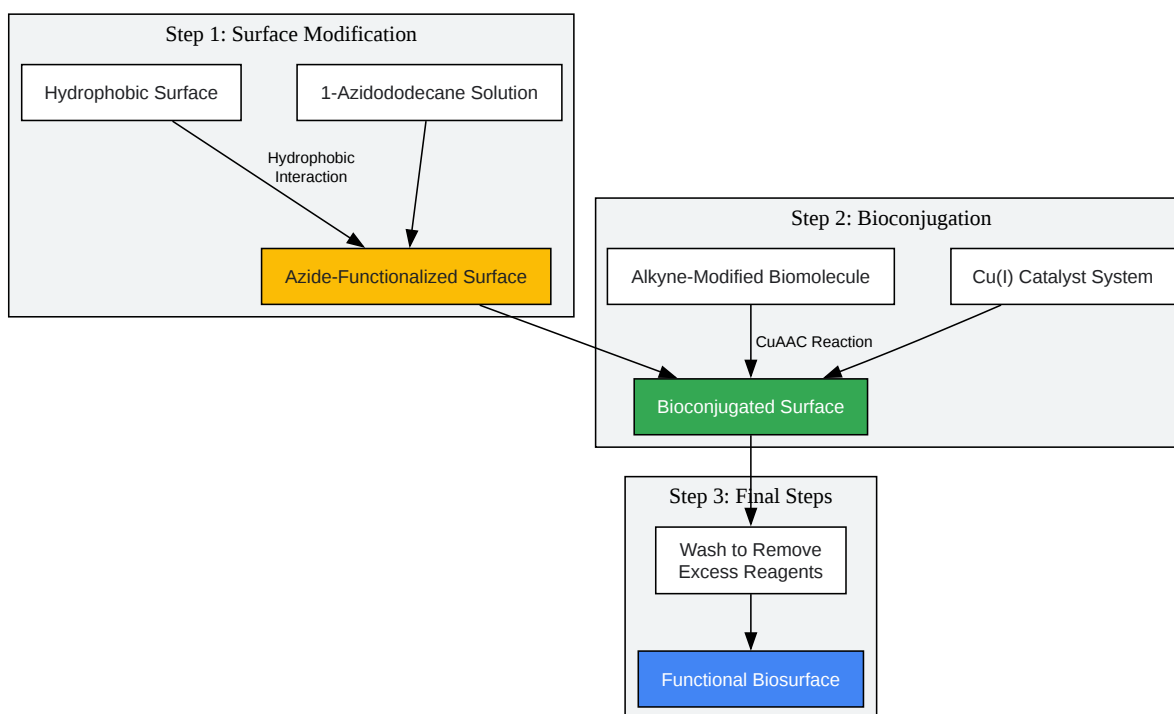 Step 1: Surface Modification
Hydrophobic Surface
1-Azidododecane Solution
Hydrophobic
Interaction
Azide-Functionalized Surface
Step 2: Bioconjugation
Alkyne-Modified Biomolecule
Cu(I) Catalyst System
CuAAC Reaction
Bioconjugated Surface
Step 3: Final Steps
Wash to Remove
Excess Reagents
Functional Biosurface